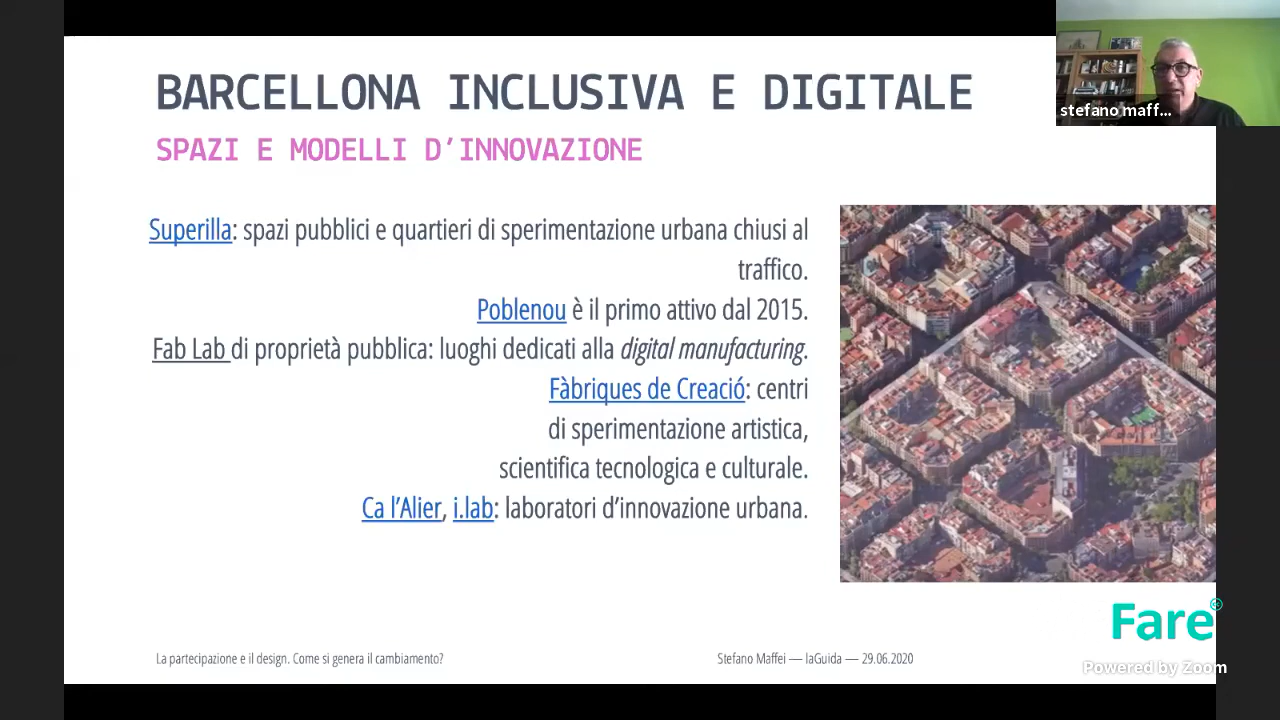 BARCELLONA INCLUSIVA E DIGITALE
SPAZI E MODELLI D'INNOVAZIONE
stefano maff...
Superilla: spazi pubblici e quartieri di sperimentazione urbana chiusi al
traffico.
Poblenou è il primo attivo dal 2015.
Fab Lab di proprietà pubblica: luoghi dedicati alla digital manufacturing.
Fàbriques de Creació: centri
di sperimentazione artistica,
scientifica tecnologica e culturale.
Ca l'Alier, i.lab: laboratori d'innovazione urbana.
Fare
Powered by Zoom
La partecipazione e il design. Come si genera il cambiamento?
Stefano Maffei — laGuida — 29.06.2020